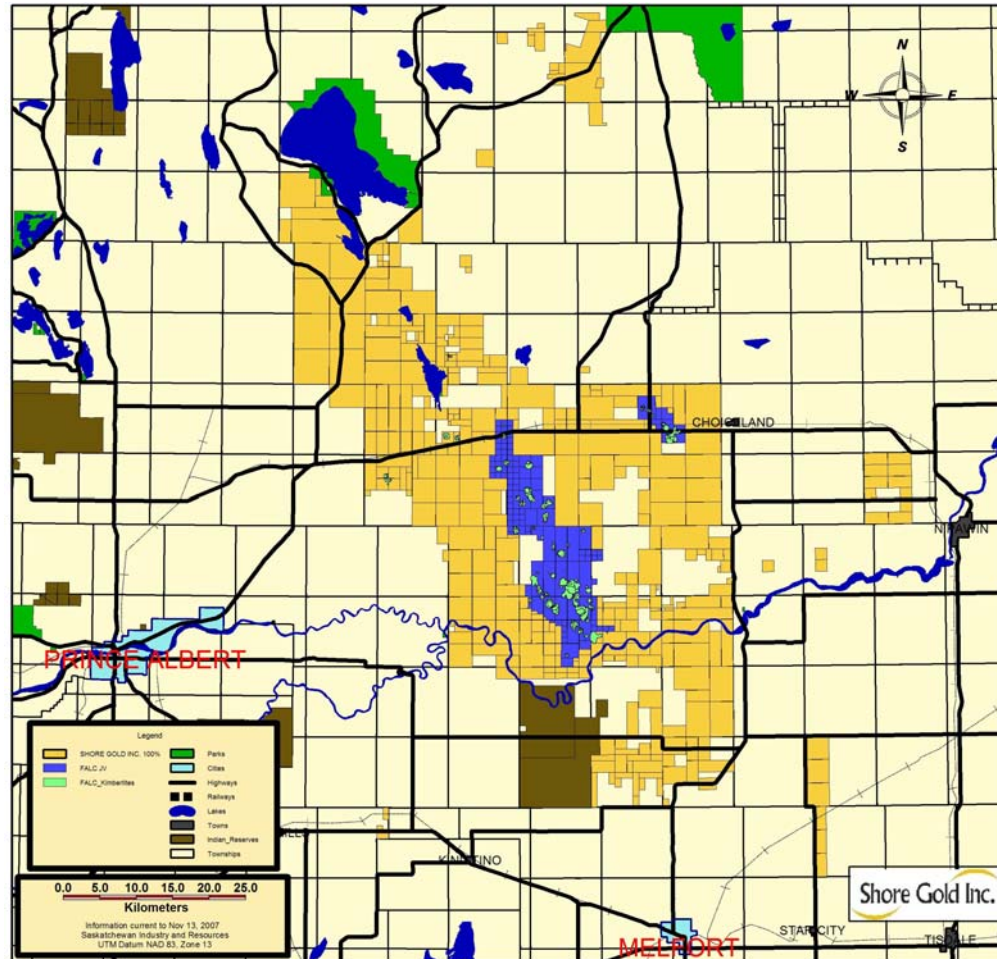 N
W E
S
CHOICELAND
NIPAWIN
PRINCE ALBERT
Legend
SHORE GOLD INC. 100%
FALC JV
FALC_Kimberlites
Parks
Cities
Highways
Railways
Lakes
Towns
Indian_Reserves
Townships
KINISTINO
0.0 5.0 10.0 15.0 20.0 25.0
Kilometers
Information current to Nov 13, 2007
Saskatchewan Industry and Resources
UTM Datum NAD 83, Zone 13
Shore Gold Inc.
MELFORT
STAR CITY
TISDALE